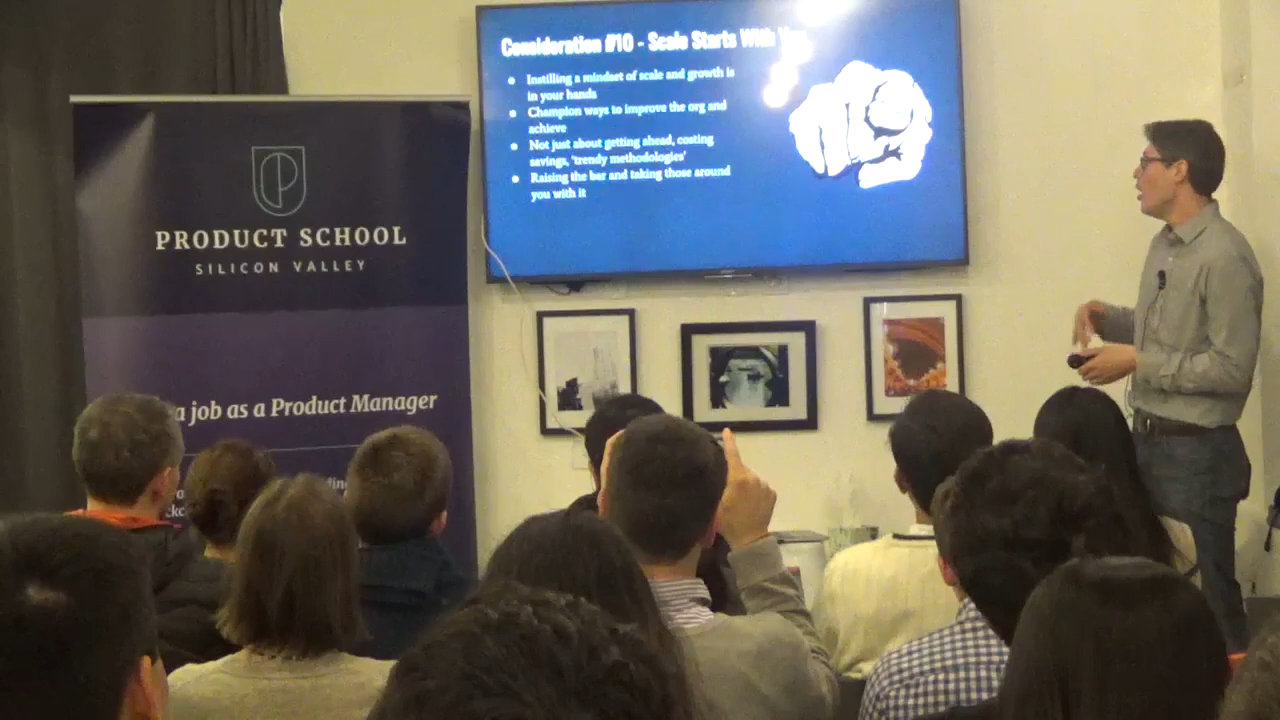 Consideration #10 - Scale Starts With You
Instilling a mindset of scale and growth is
in your hands
Champion ways to improve the org and
achieve
Not just about getting ahead, costing
savings, 'trendy methodologies'
Raising the bar and taking those around
you with it
PRODUCT SCHOOL
SILICON VALLEY
a job as a Product Manager